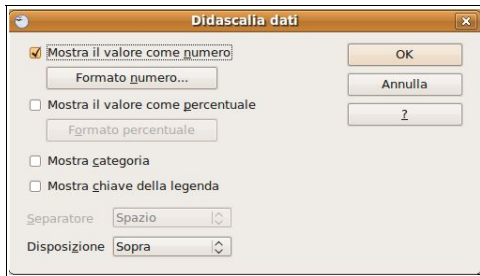 Didascalia dati
Mostra il valore come numero
Formato numero...
Mostra il valore come percentuale
Formato percentuale
Mostra categoria
Mostra chiave della legenda
Separatore Spazio
Disposizione Sopra
OK
Annulla
?